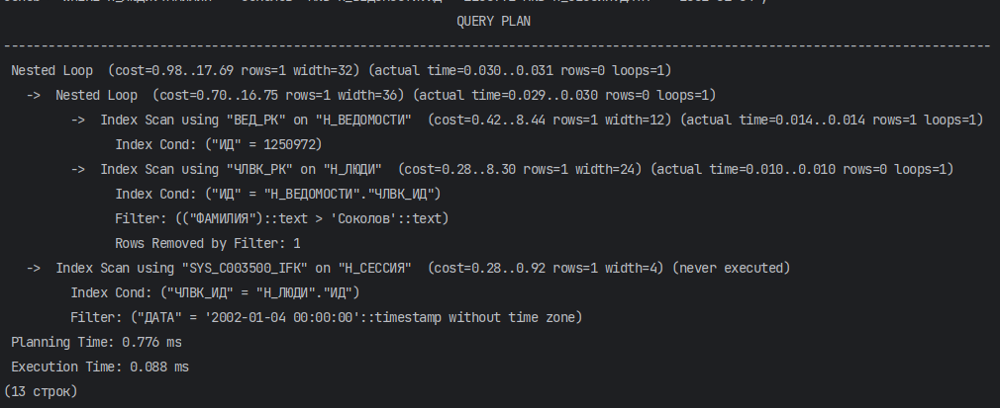 QUERY PLAN
-------------------------------------------------------------------------------------------------------------------------------------
Nested Loop  (cost=0.98..17.69 rows=1 width=32) (actual time=0.030..0.031 rows=0 loops=1)
  ->  Nested Loop  (cost=0.70..16.75 rows=1 width=36) (actual time=0.029..0.030 rows=0 loops=1)
        ->  Index Scan using "ВЕД_РК" on "Н_ВЕДОМОСТИ"  (cost=0.42..8.44 rows=1 width=12) (actual time=0.014..0.014 rows=1 loops=1)
              Index Cond: ("ИД" = 1250972)
        ->  Index Scan using "ЧЛВК_РК" on "Н_ЛЮДИ"  (cost=0.28..8.30 rows=1 width=24) (actual time=0.010..0.010 rows=0 loops=1)
              Index Cond: ("ИД" = "Н_ВЕДОМОСТИ"."ЧЛВК_ИД")
              Filter: (("ФАМИЛИЯ")::text > 'Соколов'::text)
              Rows Removed by Filter: 1
  ->  Index Scan using "SYS_C003500_IFK" on "Н_СЕССИЯ"  (cost=0.28..0.92 rows=1 width=4) (never executed)
        Index Cond: ("ЧЛВК_ИД" = "Н_ЛЮДИ"."ИД")
        Filter: ("ДАТА" = '2002-01-04 00:00:00'::timestamp without time zone)
Planning Time: 0.776 ms
Execution Time: 0.088 ms
(13 строк)